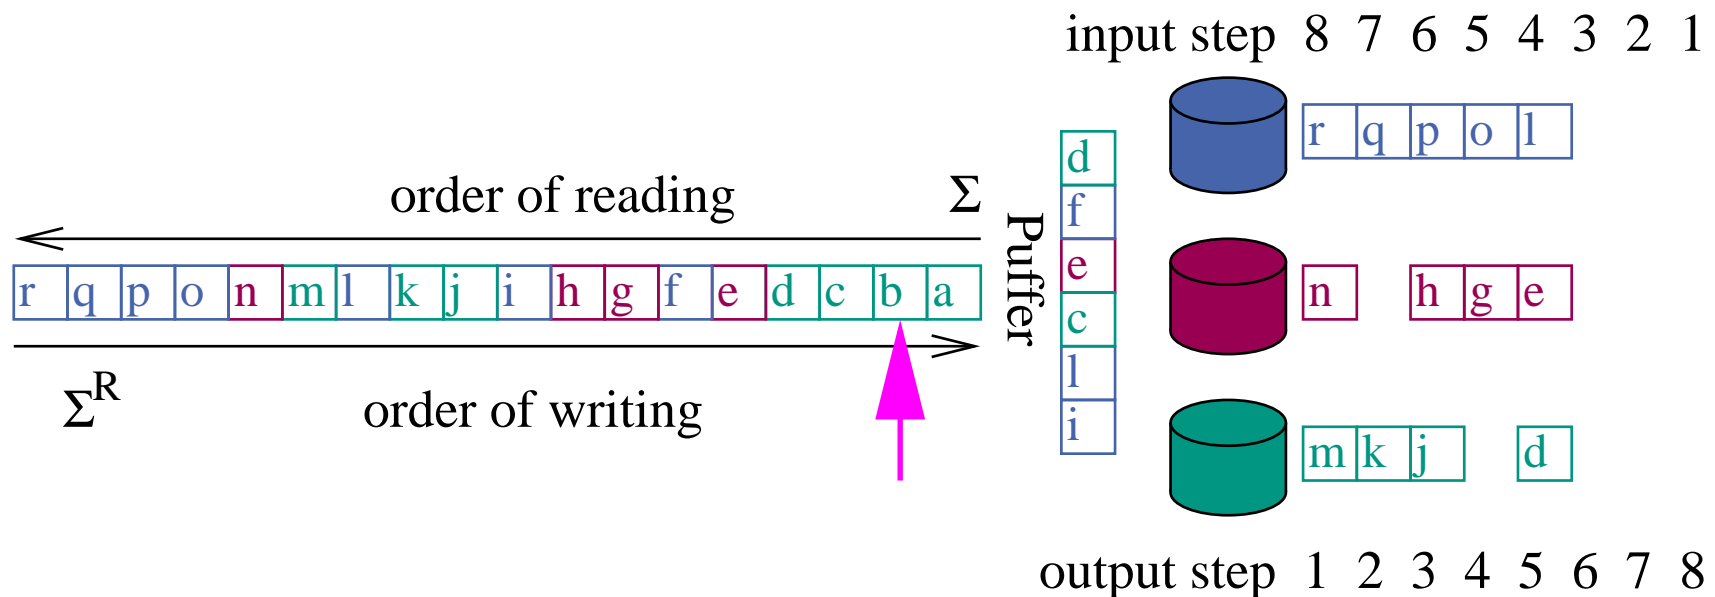 input step 8 7 6 5 4 3 2 1
r q p o l
d
f
e
c
l
i
Puffer
order of reading Σ
r q p o n m l k j i h g f e d c b a
n h g e
Σ^R order of writing
m k j d
output step 1 2 3 4 5 6 7 8